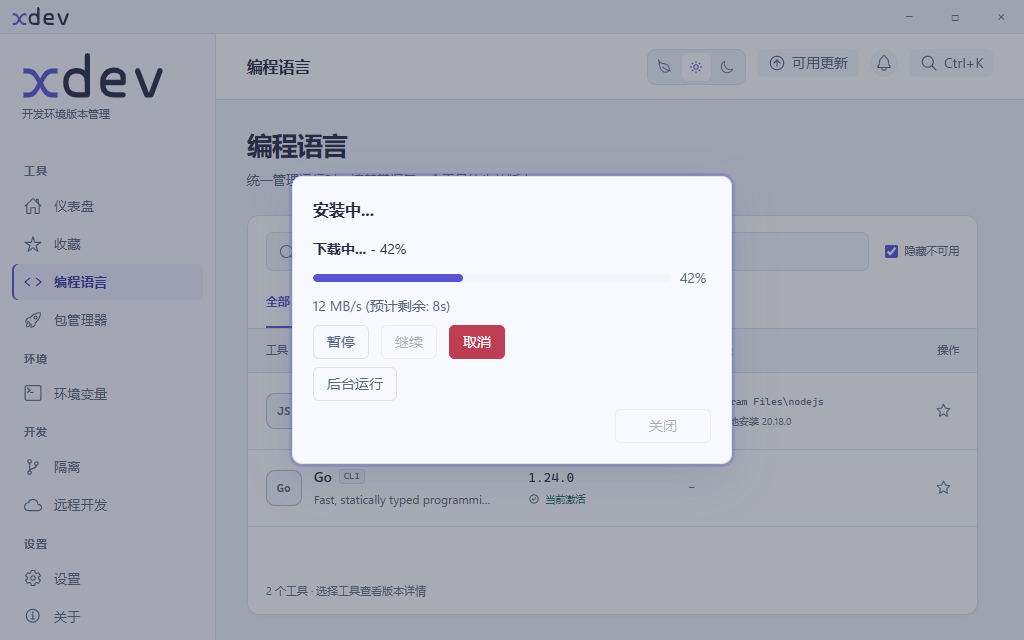 xdev
xdev
开发环境版本管理
工具
仪表盘
收藏
编程语言
包管理器
环境
环境变量
开发
隔离
远程开发
设置
设置
关于
编程语言
可用更新
Ctrl+K
编程语言
统一管理
隐藏不可用
全部
工具
操作
JS
ram Files\nodejs
安装 20.18.0
Go
Go CLI
Fast, statically typed programmi...
1.24.0
当前激活
–
2 个工具 · 选择工具查看版本详情
安装中...
下载中... - 42%
42%
12 MB/s (预计剩余: 8s)
暂停
继续
取消
后台运行
关闭